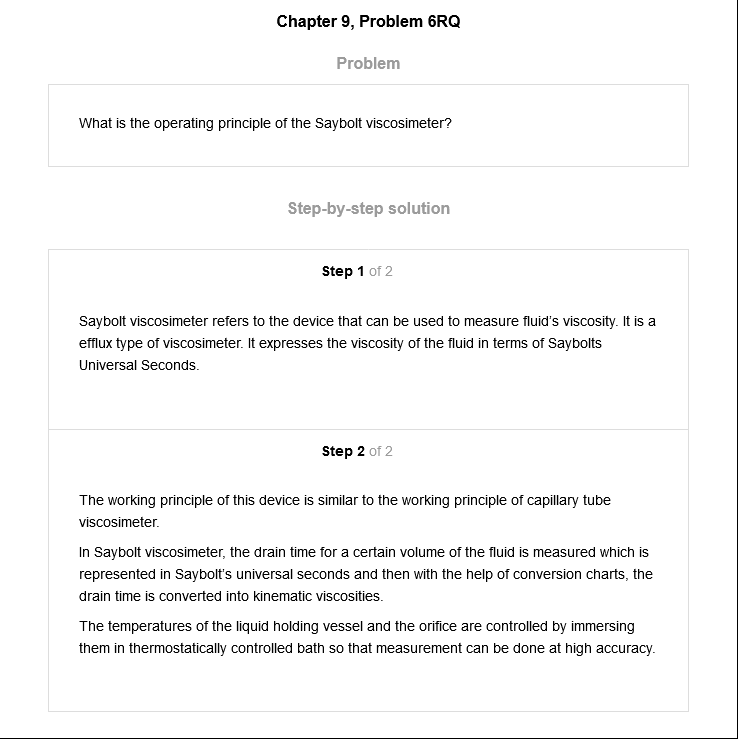 Chapter 9, Problem 6RQ
Problem
What is the operating principle of the Saybolt viscosimeter?
Step-by-step solution
Step 1 of 2
Saybolt viscosimeter refers to the device that can be used to measure fluid's viscosity. It is a
efflux type of viscosimeter. It expresses the viscosity of the fluid in terms of Saybolts
Universal Seconds.
Step 2 of 2
The working principle of this device is similar to the working principle of capillary tube
viscosimeter.
In Saybolt viscosimeter, the drain time for a certain volume of the fluid is measured which is
represented in Saybolt's universal seconds and then with the help of conversion charts, the
drain time is converted into kinematic viscosities.
The temperatures of the liquid holding vessel and the orifice are controlled by immersing
them in thermostatically controlled bath so that measurement can be done at high accuracy.